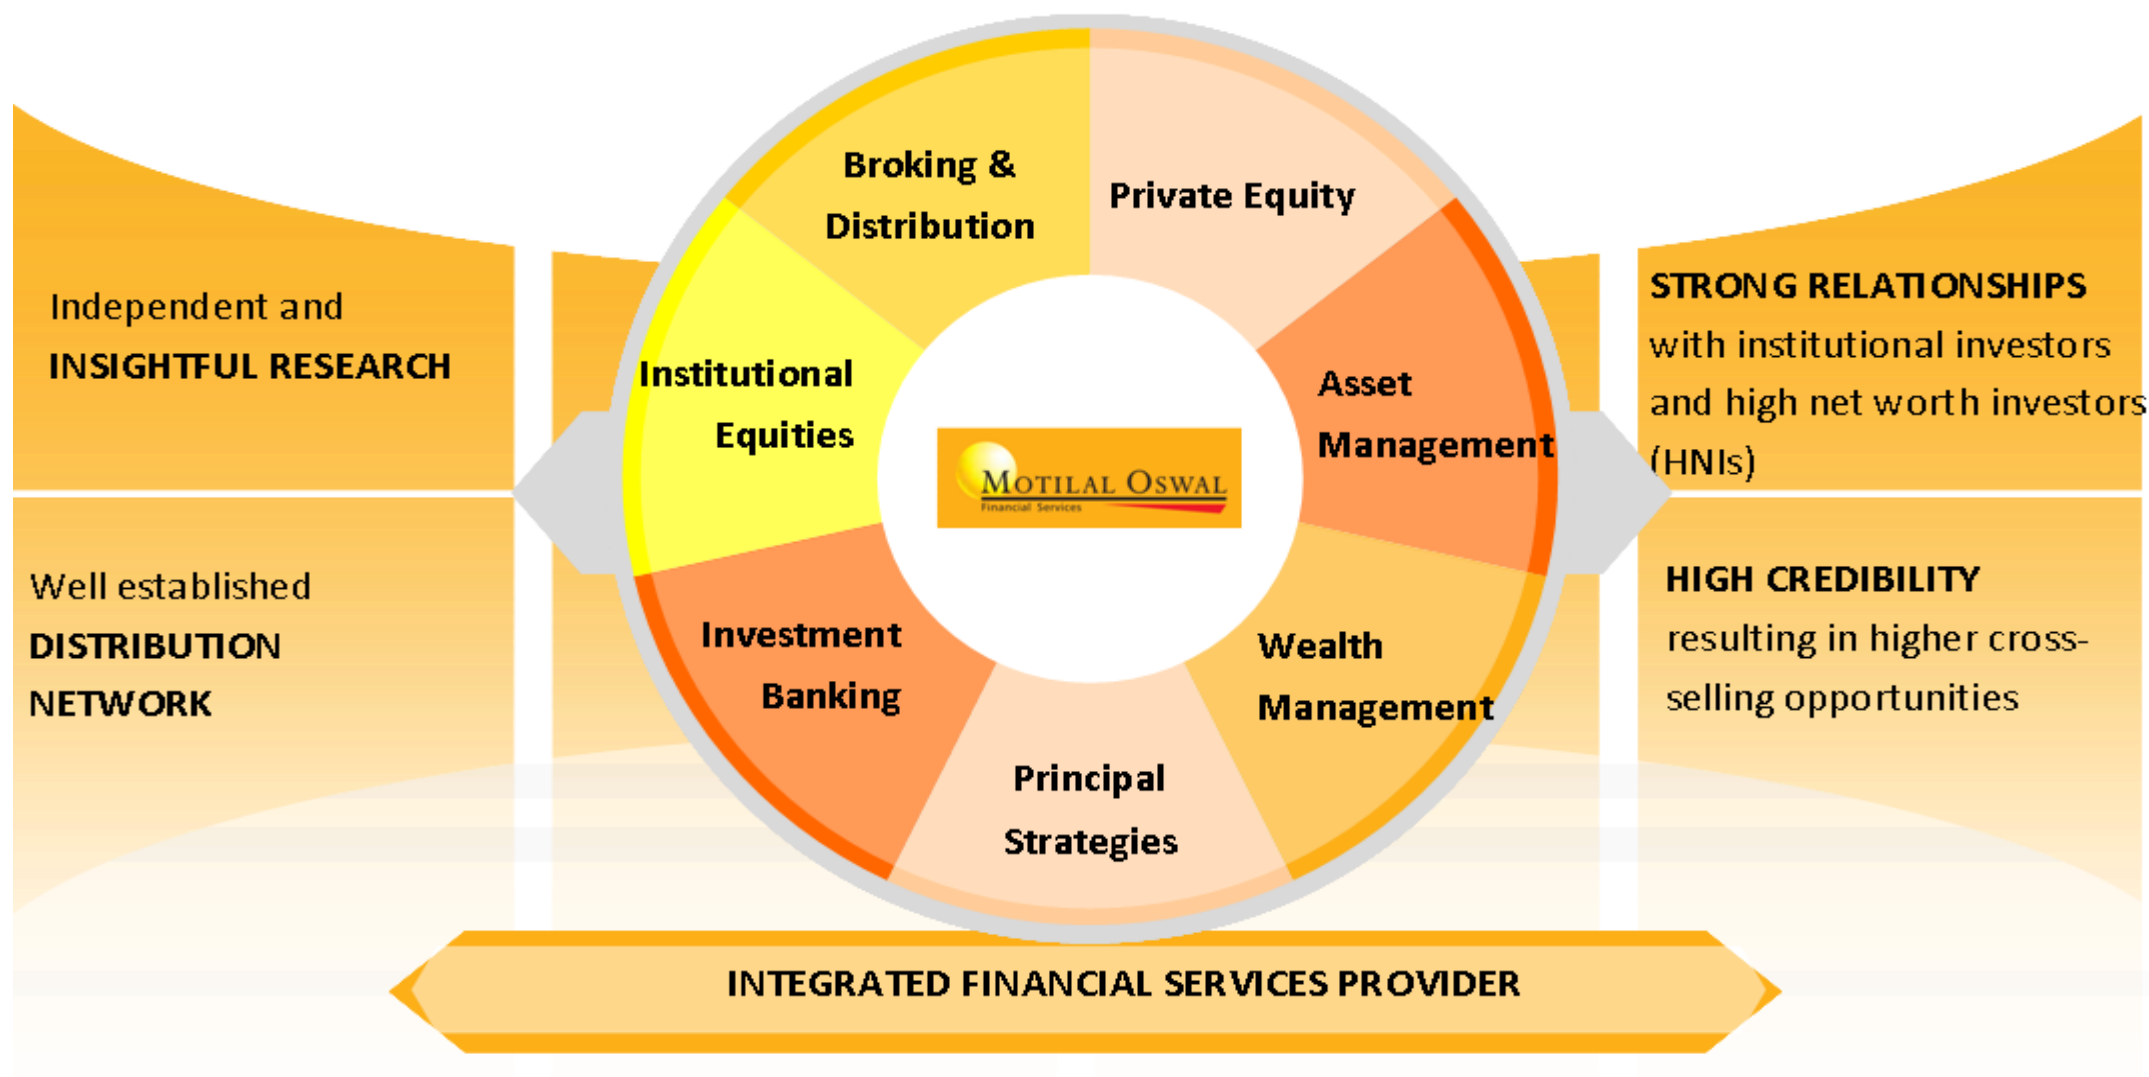 Broking &
Distribution
Private Equity
Independent and
INSIGHTFUL RESEARCH
Institutional
Equities
Asset
Management
STRONG RELATIONSHIPS
with institutional investors
and high net worth investors
(HNIs)
MOTILAL OSWAL
Financial Services
Well established
DISTRIBUTION
NETWORK
Investment
Banking
Wealth
Management
HIGH CREDIBILITY
resulting in higher cross-
selling opportunities
Principal
Strategies
INTEGRATED FINANCIAL SERVICES PROVIDER